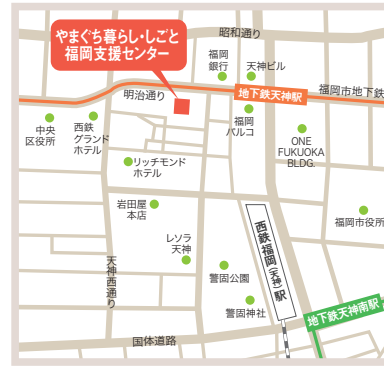 昭和通り
やまぐち暮らし・しごと
福岡支援センター
福岡
銀行
天神ビル
明治通り
地下鉄天神駅
福岡市地下鉄
中央
区役所
西鉄
グランド
ホテル
福岡
パルコ
ONE
FUKUOKA
BLDG.
リッチモンド
ホテル
岩田屋
本店
西鉄福岡(天神)駅
福岡市役所
レソラ
天神
天神西通り
警固公園
警固神社
地下鉄天神南駅
国体道路